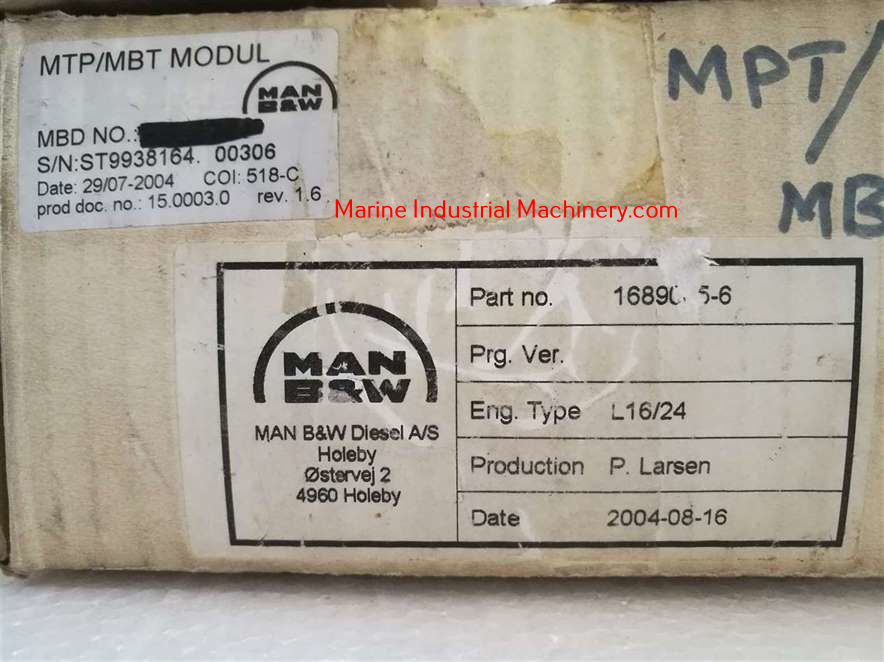 MTP/MBT MODUL
MAN
B&W
MBD NO.:
S/N:ST9938164. 00306
Date: 29/07-2004 COI: 518-C
prod doc. no.: 15.0003.0 rev. 1.6
MPT/
MB
Marine Industrial Machinery.com
MAN
B&W
MAN B&W Diesel A/S
Holeby
Østervej 2
4960 Holeby
Part no.
Prg. Ver.
Eng. Type L16/24
Production P. Larsen
Date 2004-08-16